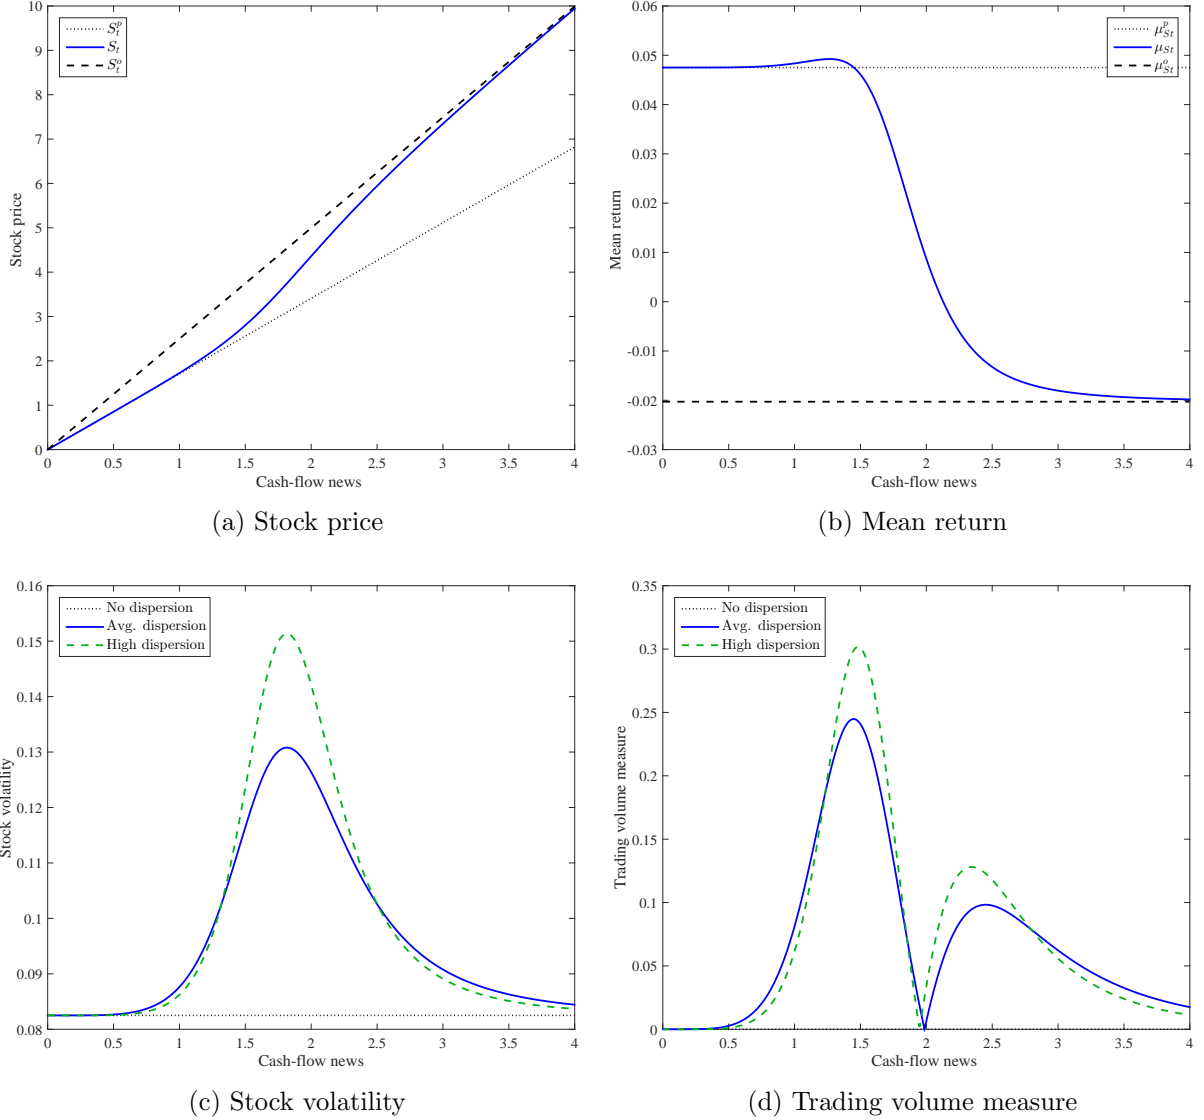 10
9
8
7
6
5
4
3
2
1
0
Stock price
S_t^p
S_t
S_t^o
0 0.5 1 1.5 2 2.5 3 3.5 4
Cash-flow news
(a) Stock price
0.06
0.05
0.04
0.03
0.02
0.01
0
-0.01
-0.02
-0.03
Mean return
μ_{St}^p
μ_{St}
μ_{St}^o
0 0.5 1 1.5 2 2.5 3 3.5 4
Cash-flow news
(b) Mean return
0.16
0.15
0.14
0.13
0.12
0.11
0.1
0.09
0.08
Stock volatility
No dispersion
Avg. dispersion
High dispersion
0 0.5 1 1.5 2 2.5 3 3.5 4
Cash-flow news
(c) Stock volatility
0.35
0.3
0.25
0.2
0.15
0.1
0.05
0
Trading volume measure
No dispersion
Avg. dispersion
High dispersion
0 0.5 1 1.5 2 2.5 3 3.5 4
Cash-flow news
(d) Trading volume measure